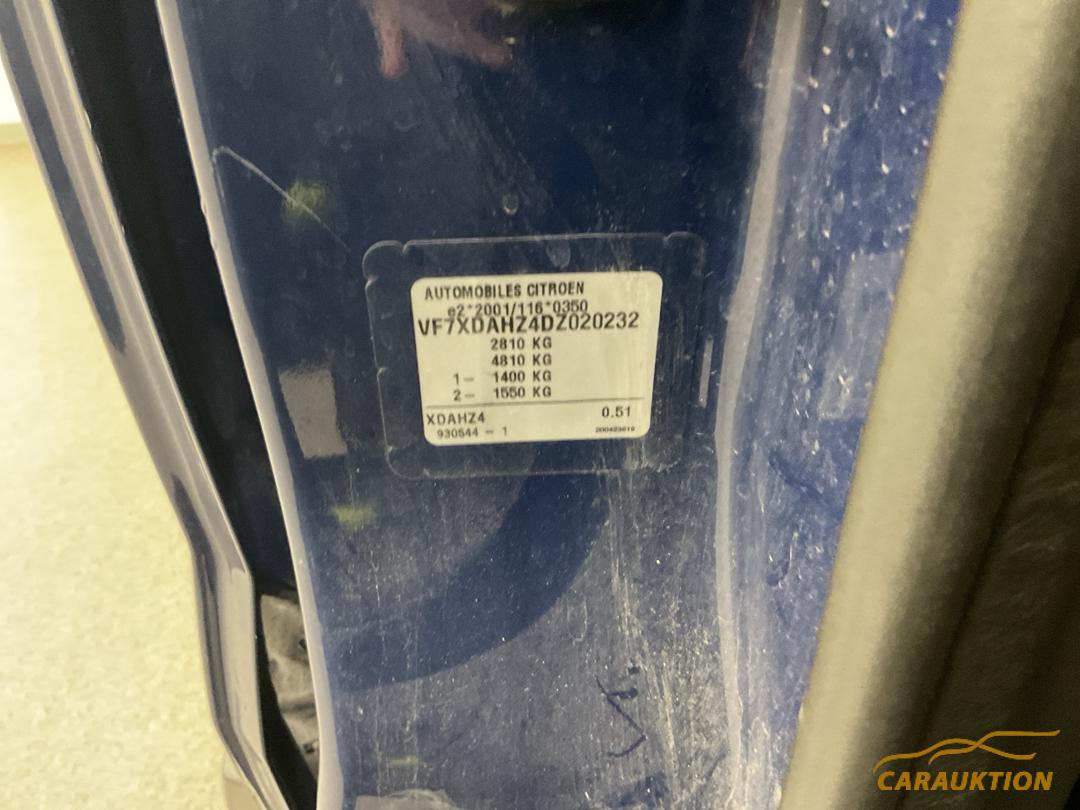 AUTOMOBILES CITROEN
e2*2001/116*0350
VF7XDAHZ4DZ020232
2810 KG
4810 KG
1- 1400 KG
2- 1550 KG
XDAHZ4 0.51
930544 - 1
CARAUKTION